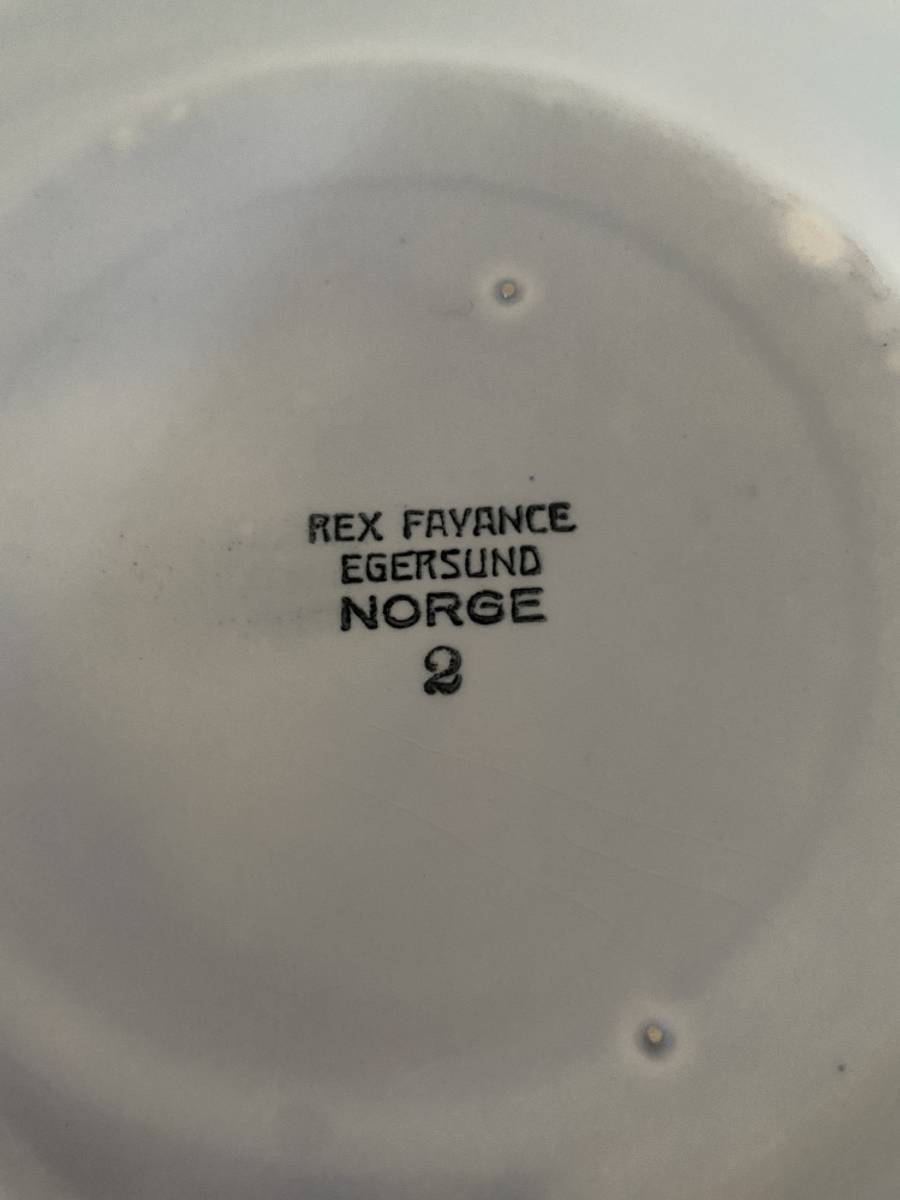 REX FAYANCE
EGERSUND
NORGE
2